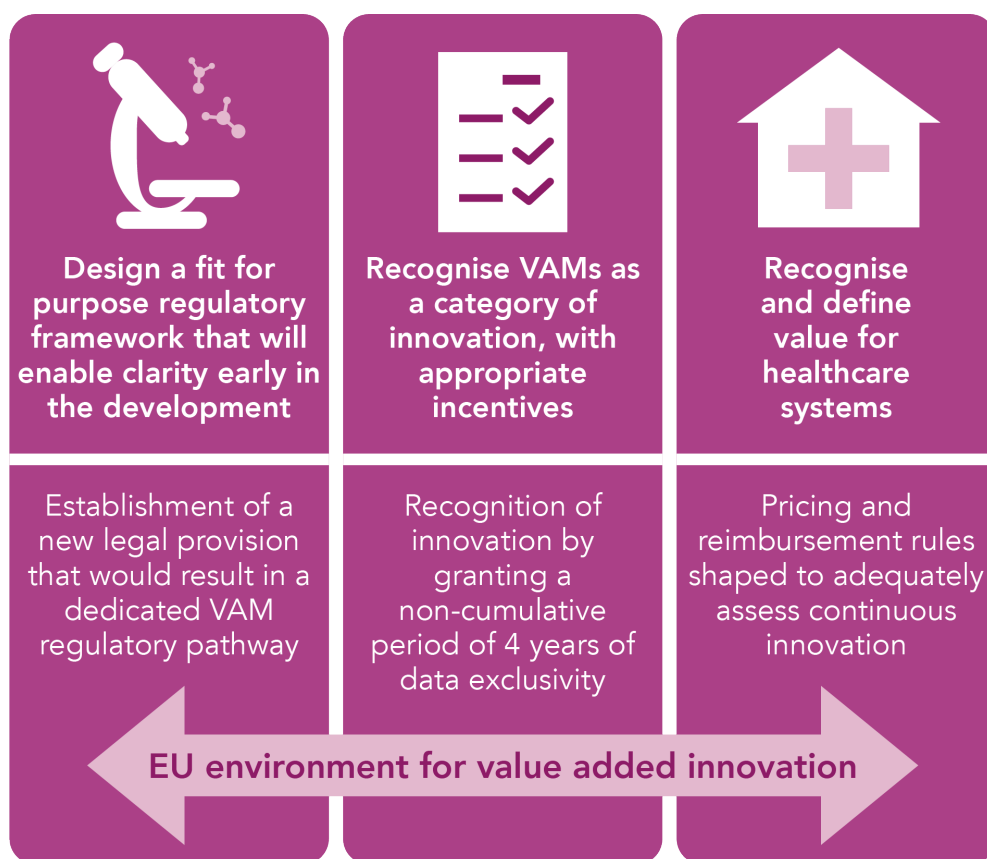 Design a fit for
purpose regulatory
framework that will
enable clarity early in
the development
Recognise VAMs as
a category of
innovation, with
appropriate
incentives
Recognise
and define
value for
healthcare
systems
Establishment of a
new legal provision
that would result in a
dedicated VAM
regulatory pathway
Recognition of
innovation by
granting a
non-cumulative
period of 4 years of
data exclusivity
Pricing and
reimbursement rules
shaped to adequately
assess continuous
innovation
EU environment for value added innovation